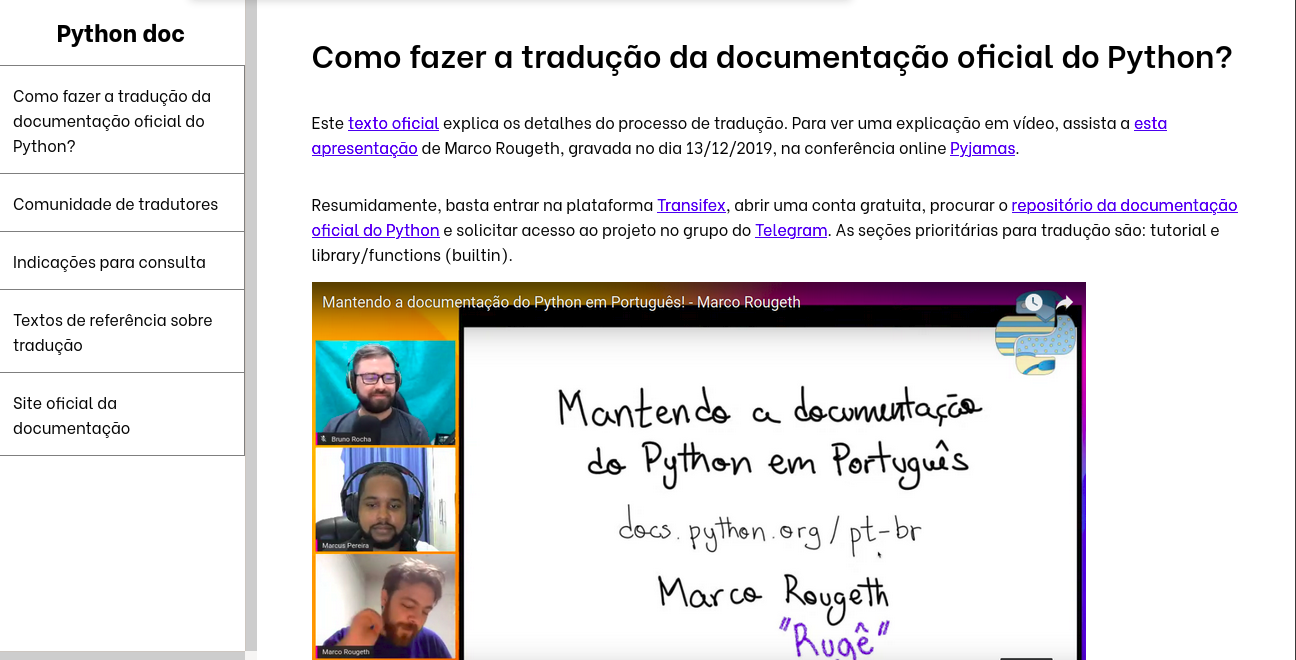 Python doc
Como fazer a tradução da
documentação oficial do
Python?
Comunidade de tradutores
Indicações para consulta
Textos de referência sobre
tradução
Site oficial da
documentação
Como fazer a tradução da documentação oficial do Python?
Este texto oficial explica os detalhes do processo de tradução. Para ver uma explicação em vídeo, assista a esta
apresentação de Marco Rougeth, gravada no dia 13/12/2019, na conferência online Pyjamas.
Resumidamente, basta entrar na plataforma Transifex, abrir uma conta gratuita, procurar o repositório da documentação
oficial do Python e solicitar acesso ao projeto no grupo do Telegram. As seções prioritárias para tradução são: tutorial e
library/functions (builtin).
Mantendo a documentação do Python em Português! - Marco Rougeth
Bruno Rocha
Marcus Pereira
Marco Rougeth
Mantendo a documentação
do Python em Português
docs.python.org/pt-br
Marco Rougeth
"Rugê"